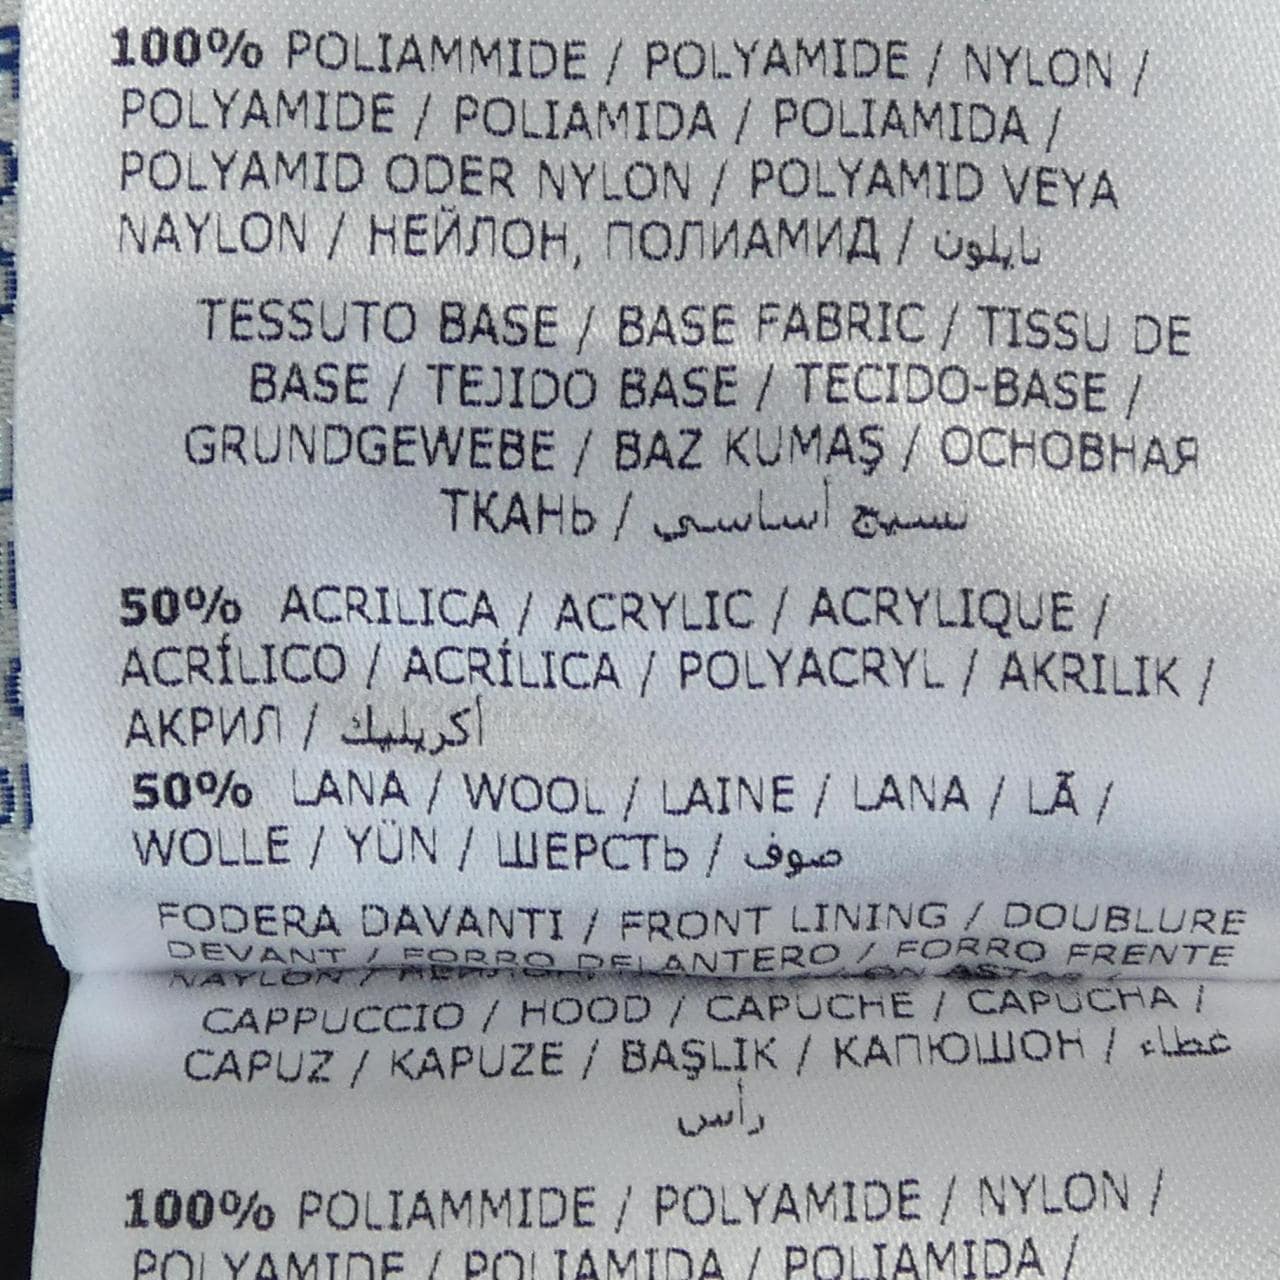 100% POLIAMMIDE / POLYAMIDE / NYLON /
POLYAMIDE / POLIAMIDA / POLIAMIDA /
POLYAMID ODER NYLON / POLYAMID VEYA
NAYLON / НЕЙЛОН, ПОЛИАМИД / نايلون
TESSUTO BASE / BASE FABRIC / TISSU DE
BASE / TEJIDO BASE / TECIDO-BASE /
GRUNDGEWEBE / BAZ KUMAŞ / ОСНОВНАЯ
ТКАНЬ / نسيج أساسي
50% ACRILICA / ACRYLIC / ACRYLIQUE /
ACRÍLICO / ACRÍLICA / POLYACRYL / AKRILIK /
АКРИЛ / أكريليك
50% LANA / WOOL / LAINE / LANA / LÃ /
WOLLE / YÜN / ШЕРСТЬ / صوف
FODERA DAVANTI / FRONT LINING / DOUBLURE
DEVANT / FORRO DELANTERO / FORRO FRENTE
NAYLON /
CAPPUCCIO / HOOD / CAPUCHE / CAPUCHA /
CAPUZ / KAPUZE / BAŞLIK / КАПЮШОН / غطاء
رأس
100% POLIAMMIDE / POLYAMIDE / NYLON /
POLYAMIDE / POLIAMIDA / POLIAMIDA /